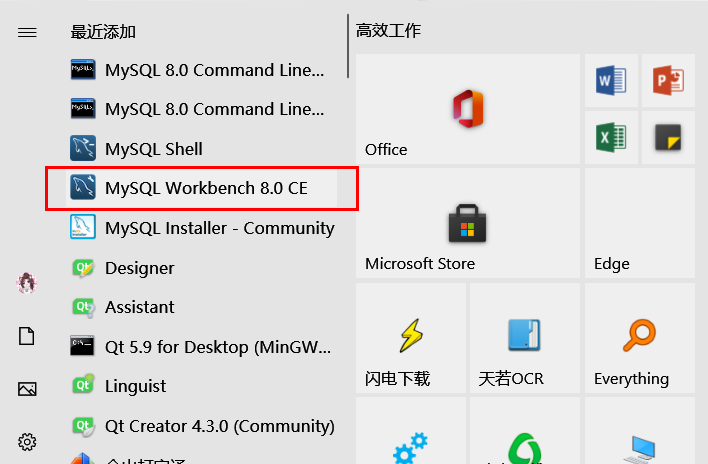 最近添加
MySQL 8.0 Command Line...
MySQL 8.0 Command Line...
MySQL Shell
MySQL Workbench 8.0 CE
MySQL Installer - Community
Designer
Assistant
Qt 5.9 for Desktop (MinGW...
Linguist
Qt Creator 4.3.0 (Community)
高效工作
Office
Microsoft Store
Edge
闪电下载
天若OCR
Everything